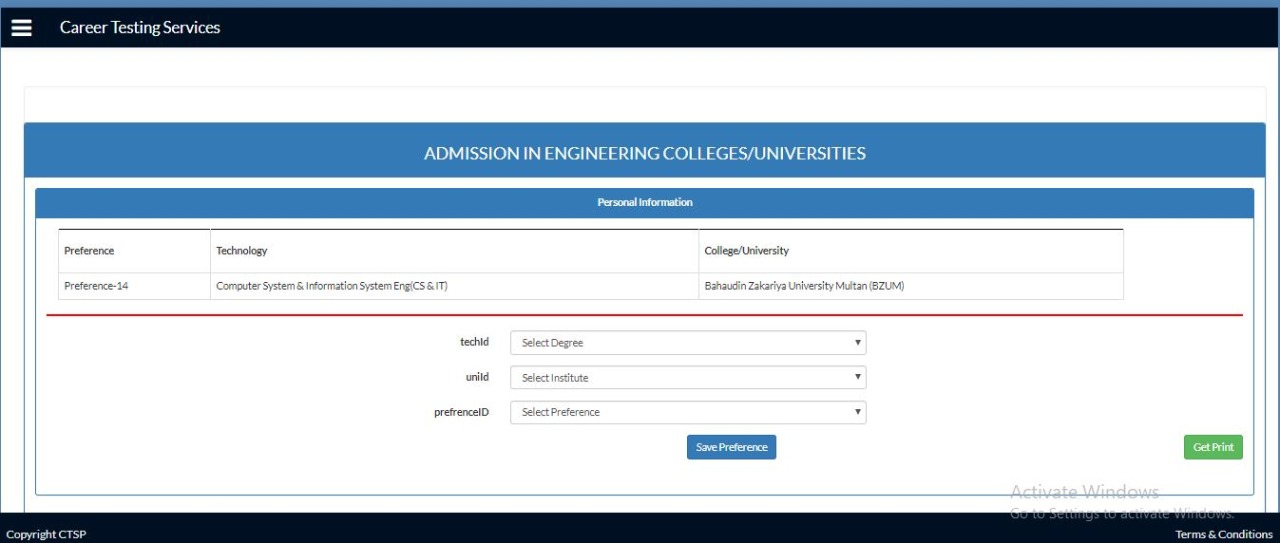 Career Testing Services
ADMISSION IN ENGINEERING COLLEGES/UNIVERSITIES
Personal Information
Preference Technology College/University
Preference-14 Computer System & Information System Eng(CS & IT) Bahaudin Zakariya University Multan (BZUM)
techId Select Degree
uniId Select Institute
prefrenceID Select Preference
Save Preference Get Print
Activate Windows
Go to Settings to activate Windows.
Copyright CTSP Terms & Conditions